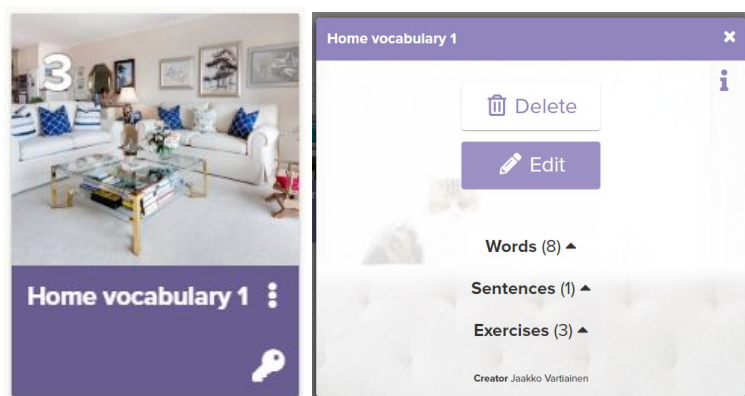 3
Home vocabulary 1
Home vocabulary 1
Delete
Edit
Words (8)
Sentences (1)
Exercises (3)
Creator Jaakko Vartiainen